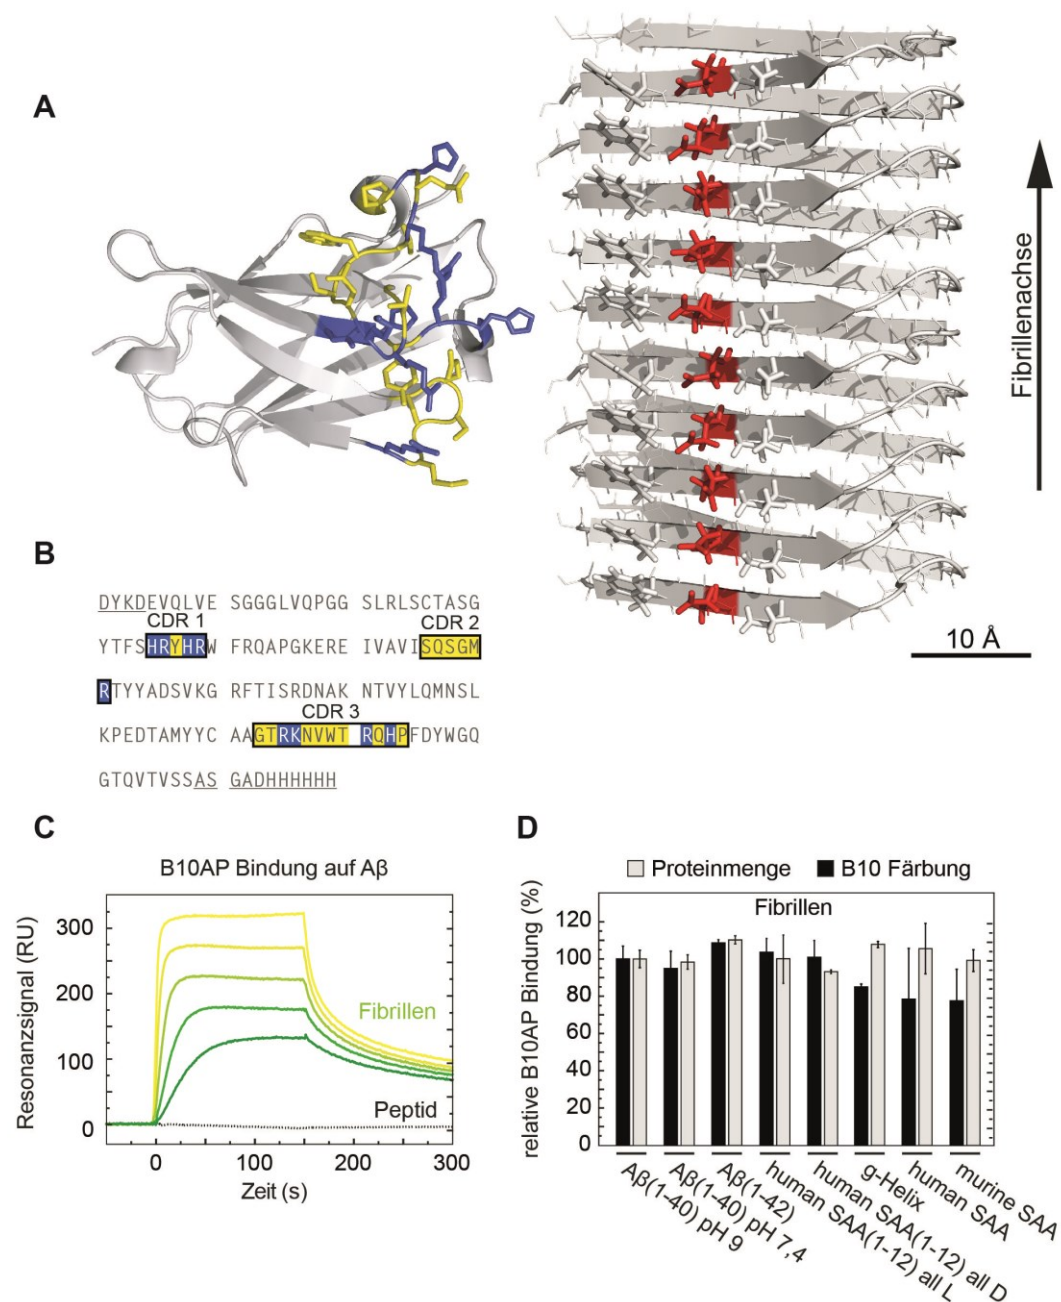 A
Fibrillenachse
10 Å
B
DYKDEVQLVE SGGGLVQPGG SLRLSCTASG
CDR 1 CDR 2
YTFSHRYHRW FRQAPGKERE IVAVISQSGM
RTYYADSVKG RFTISRDNAK NTVYLQMNSL
CDR 3
KPEDTAMYYC AAGTRKNVWT RQHPFDYWGQ
GTQVTVSSAS GADHHHHHH
C
B10AP Bindung auf Aβ
Resonanzsignal (RU)
300
200
100
0
Fibrillen
Peptid
0 100 200 300
Zeit (s)
D
Proteinmenge B10 Färbung
relative B10AP Bindung (%)
Fibrillen
120
100
80
60
40
20
0
Aβ(1-40) pH 9
Aβ(1-40) pH 7,4
Aβ(1-42)
human SAA(1-12) all L
human SAA(1-12) all D
g-Helix
human SAA
murine SAA